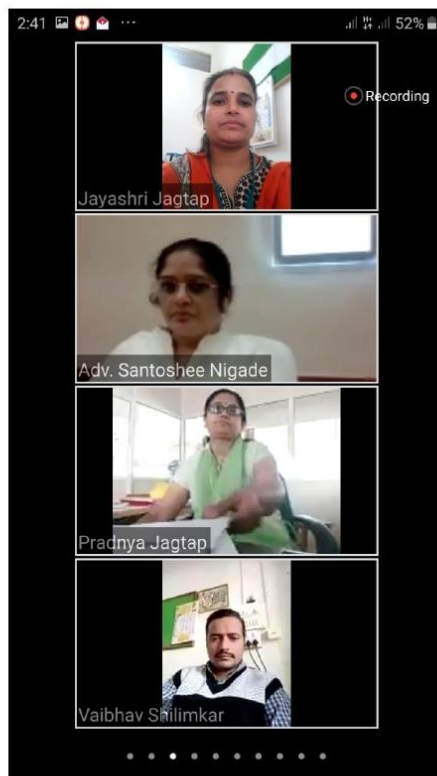 2:41
52%
Recording
Jayashri Jagtap
Adv. Santoshee Nigade
Pradnya Jagtap
Vaibhav Shilimkar